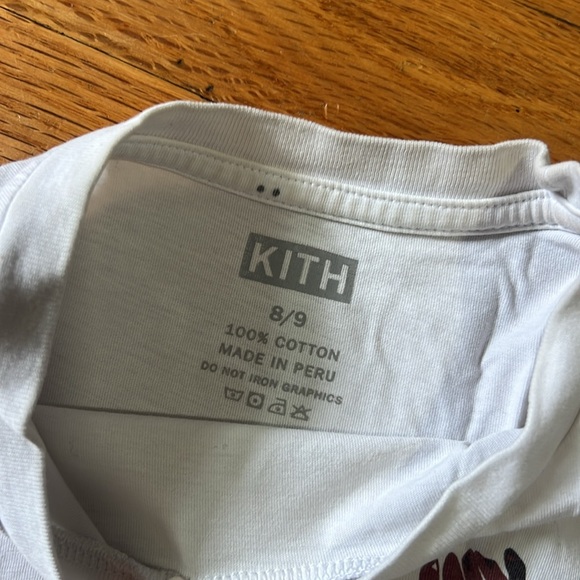 KITH
8/9
100% COTTON
MADE IN PERU
DO NOT IRON GRAPHICS